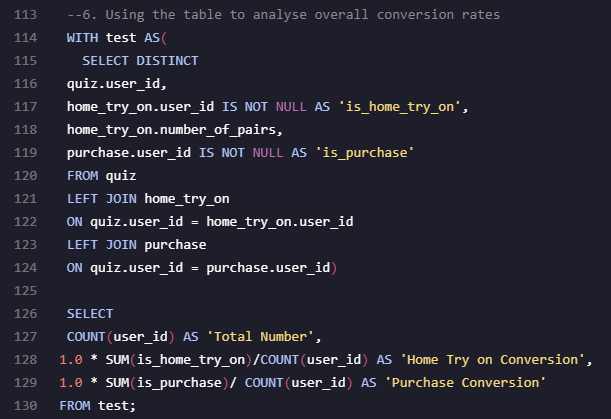 113 --6. Using the table to analyse overall conversion rates
114 WITH test AS(
115 SELECT DISTINCT
116 quiz.user_id,
117 home_try_on.user_id IS NOT NULL AS 'is_home_try_on',
118 home_try_on.number_of_pairs,
119 purchase.user_id IS NOT NULL AS 'is_purchase'
120 FROM quiz
121 LEFT JOIN home_try_on
122 ON quiz.user_id = home_try_on.user_id
123 LEFT JOIN purchase
124 ON quiz.user_id = purchase.user_id)
125
126 SELECT
127 COUNT(user_id) AS 'Total Number',
128 1.0 * SUM(is_home_try_on)/COUNT(user_id) AS 'Home Try on Conversion',
129 1.0 * SUM(is_purchase)/ COUNT(user_id) AS 'Purchase Conversion'
130 FROM test;